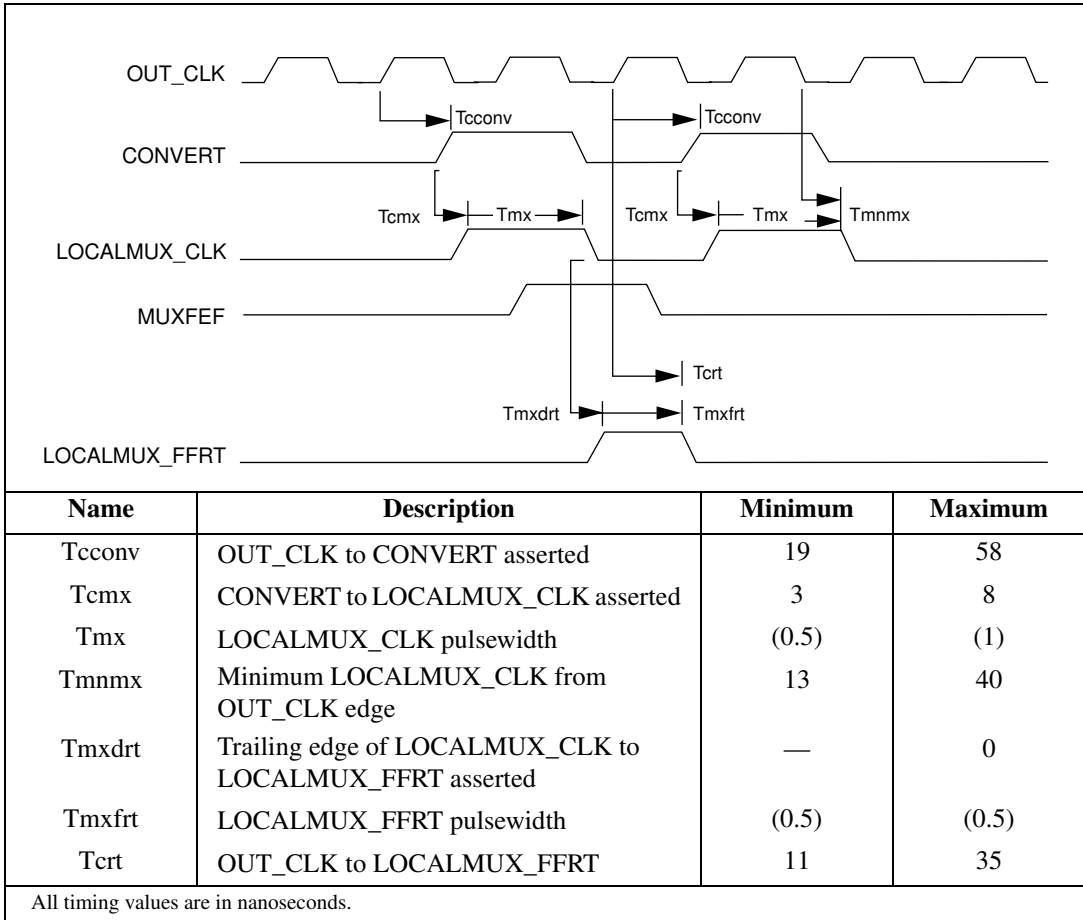 OUT_CLK
Tcconv Tcconv
CONVERT
Tcmx Tmx Tcmx Tmx Tmnmx
LOCALMUX_CLK
MUXFEF
Tcrt
Tmxdrt Tmxfrt
LOCALMUX_FFRT
Name Description Minimum Maximum
Tcconv OUT_CLK to CONVERT asserted 19 58
Tcmx CONVERT to LOCALMUX_CLK asserted 3 8
Tmx LOCALMUX_CLK pulsewidth (0.5) (1)
Tmnmx Minimum LOCALMUX_CLK from 13 40
OUT_CLK edge
Tmxdrt Trailing edge of LOCALMUX_CLK to — 0
LOCALMUX_FFRT asserted
Tmxfrt LOCALMUX_FFRT pulsewidth (0.5) (0.5)
Tcrt OUT_CLK to LOCALMUX_FFRT 11 35
All timing values are in nanoseconds.